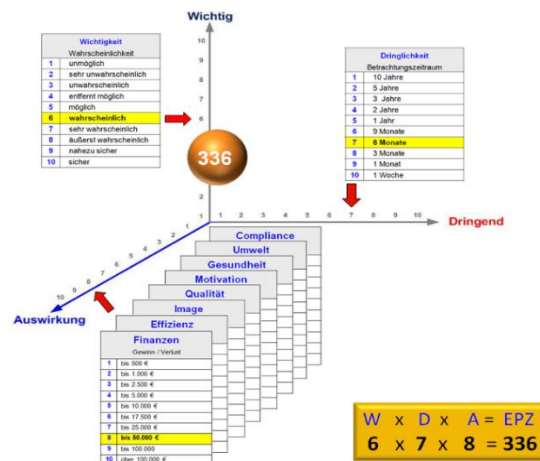 Wichtig
Wichtigkeit
Wahrscheinlichkeit
1 unmöglich
2 sehr unwahrscheinlich
3 unwahrscheinlich
4 entfernt möglich
5 möglich
6 wahrscheinlich
7 sehr wahrscheinlich
8 äußerst wahrscheinlich
9 nahezu sicher
10 sicher
Dringlichkeit
Betrachtungszeitraum
1 10 Jahre
2 5 Jahre
3 3 Jahre
4 2 Jahre
5 1 Jahr
6 9 Monate
7 6 Monate
8 3 Monate
9 1 Monat
10 1 Woche
10
9
8
7
6
336
2
1
1 2 3 4 5 6 7 8 9 10
Dringend
1
2
3
4
5
6
7
8
9
10
Auswirkung
Compliance
Umwelt
Gesundheit
Motivation
Qualität
Image
Effizienz
Finanzen
Gewinn / Verlust
1 bis 500 €
2 bis 1.000 €
3 bis 2.500 €
4 bis 5.000 €
5 bis 10.000 €
6 bis 17.500 €
7 bis 25.000 €
8 bis 50.000 €
9 bis 100.000
10 über 100.000 €
W x D x A = EPZ
6 x 7 x 8 = 336